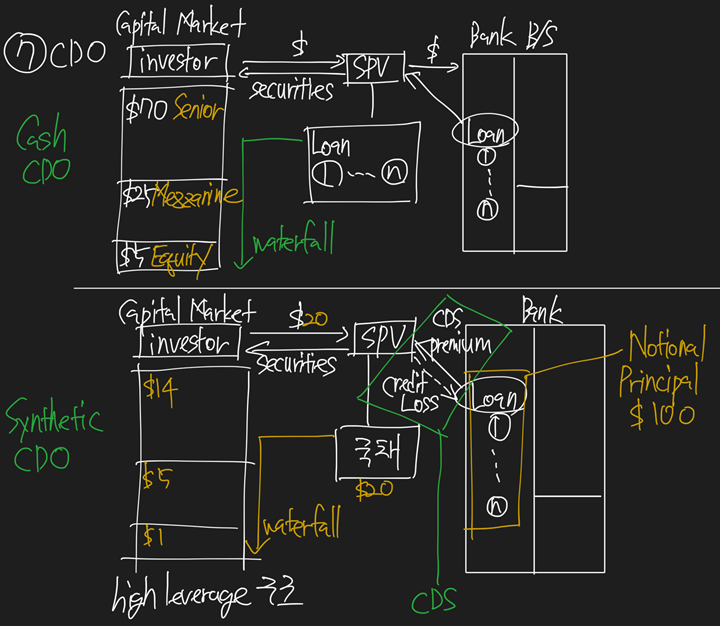 ⑦ CDO
Capital Market
investor
$
securities
SPV
$
Bank B/S
Cash
CDO
$70 Senior
$25 Mezzarine
$5 Equity
waterfall
Loan
① ---- ⓝ
Loan
①
ⓝ
Synthetic
CDO
Capital Market
investor
$20
securities
SPV
CDS
premium
Credit
Loss
Bank
Loan
①
ⓝ
Notional
Principal
$100
$14
$5
$1
waterfall
국채
$20
CDS
high leverage 구조